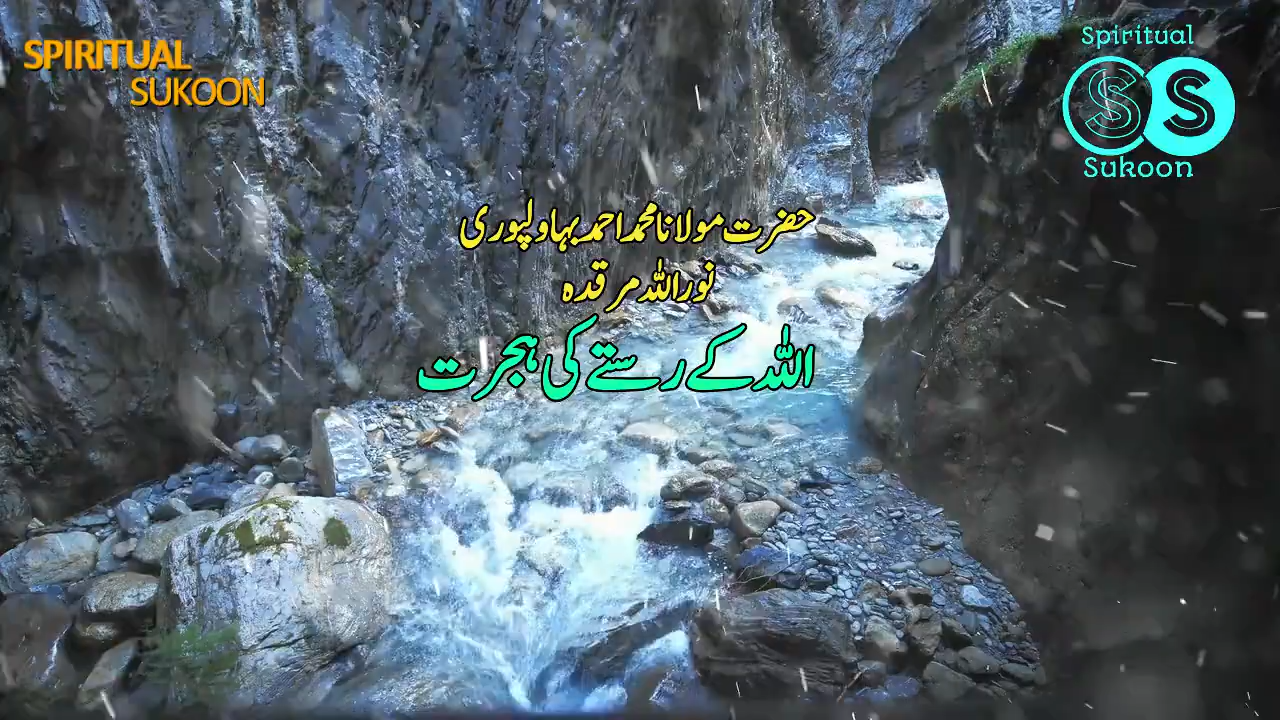 SPIRITUAL
SUKOON
Spiritual
SS
Sukoon
حضرت مولانا محمد احمد بہاولپوری
نور اللہ مرقدہ
اللہ کے رستے کی ہجرت